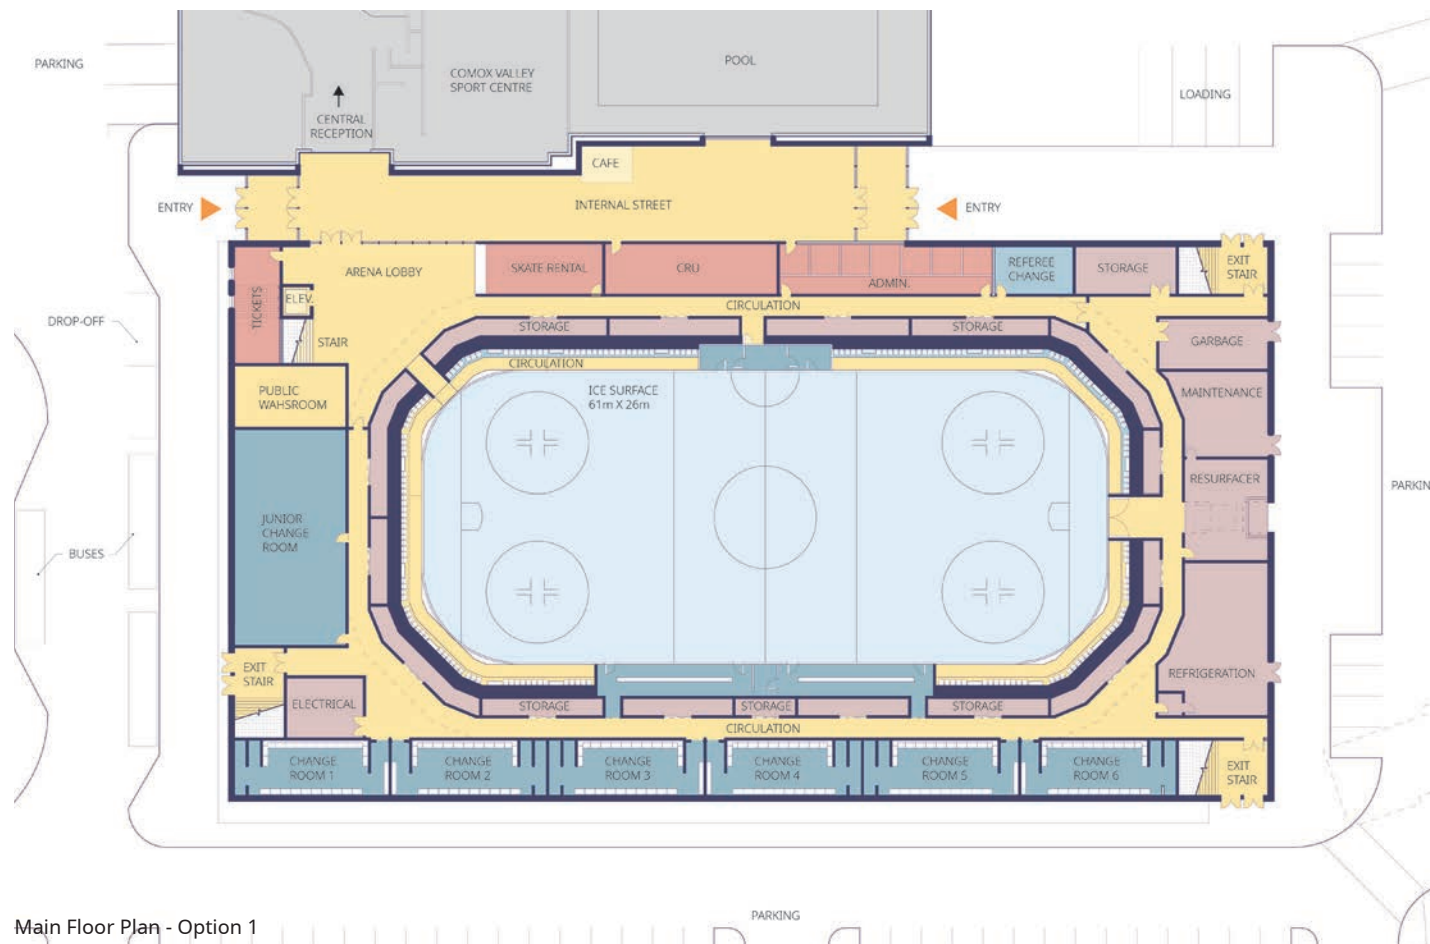 PARKING
COMOX VALLEY
SPORT CENTRE
POOL
LOADING
CENTRAL
RECEPTION
CAFE
ENTRY
INTERNAL STREET
ENTRY
TICKETS
ARENA LOBBY
ELEV.
STAIR
SKATE RENTAL
CRU
ADMIN.
REFEREE
CHANGE
STORAGE
EXIT
STAIR
CIRCULATION
STORAGE
STORAGE
DROP-OFF
GARBAGE
CIRCULATION
PUBLIC
WAHSROOM
ICE SURFACE
61m X 26m
MAINTENANCE
RESURFACER
PARKIN
JUNIOR
CHANGE
ROOM
BUSES
EXIT
STAIR
REFRIGERATION
ELECTRICAL
STORAGE
STORAGE
STORAGE
CIRCULATION
CHANGE
ROOM 1
CHANGE
ROOM 2
CHANGE
ROOM 3
CHANGE
ROOM 4
CHANGE
ROOM 5
CHANGE
ROOM 6
EXIT
STAIR
PARKING
Main Floor Plan - Option 1